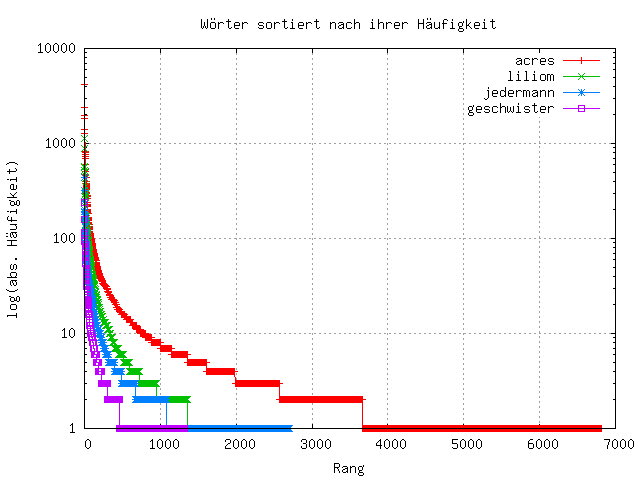 Wörter sortiert nach ihrer Häufigkeit
acres
liliom
jedermann
geschwister
10000
1000
100
10
1
log(abs. Häufigkeit)
0 1000 2000 3000 4000 5000 6000 7000
Rang